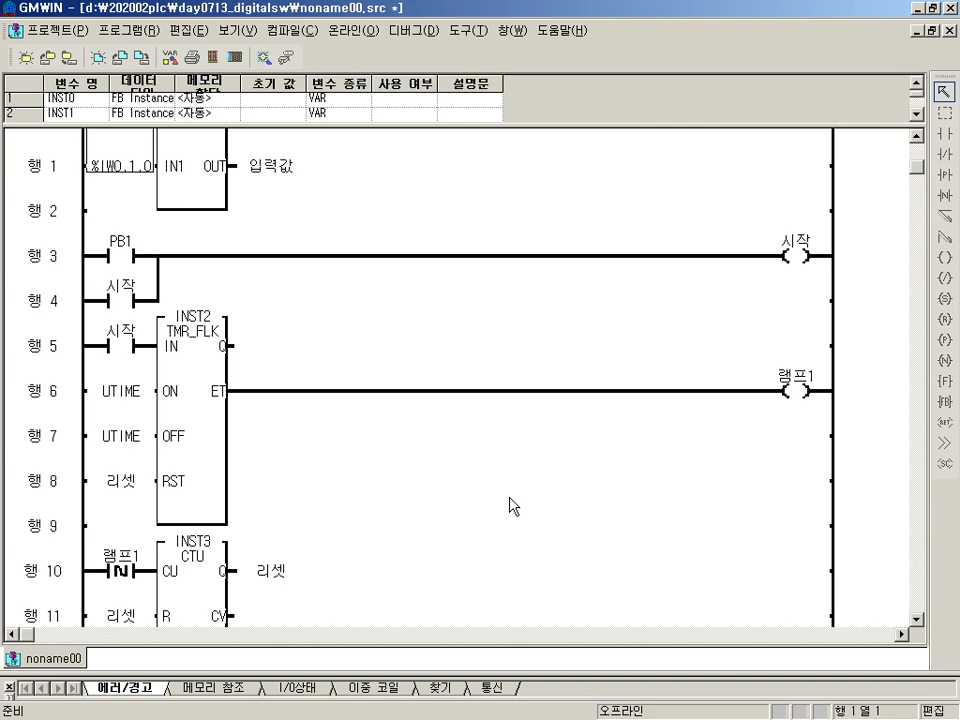 GMWIN - [d:₩202002plc₩day0713_digitalsw₩noname00,src *]
프로젝트(P) 프로그램(R) 편집(E) 보기(V) 컴파일(C) 온라인(O) 디버그(D) 도구(T) 창(W) 도움말(H)
변수 명 데이터 메모리 초기 값 변수 종류 사용 여부 설명문
1 INST0 FB Instance <자동> VAR
2 INST1 FB Instance <자동> VAR
행 1 %IW0.1.0 IN1 OUT 입력값
행 2
PB1 시작
행 3
시작
행 4
INST2
시작 TMR_FLK
행 5 IN Q
램프1
행 6 UTIME ON ET
행 7 UTIME OFF
행 8 리셋 RST
행 9
INST3
램프1 CTU
행 10 N CU Q 리셋
행 11 리셋 R CV
noname00
에러/경고 메모리 참조 I/O상태 이중 코일 찾기 통신
준비 오프라인 행 1 열 1 편집